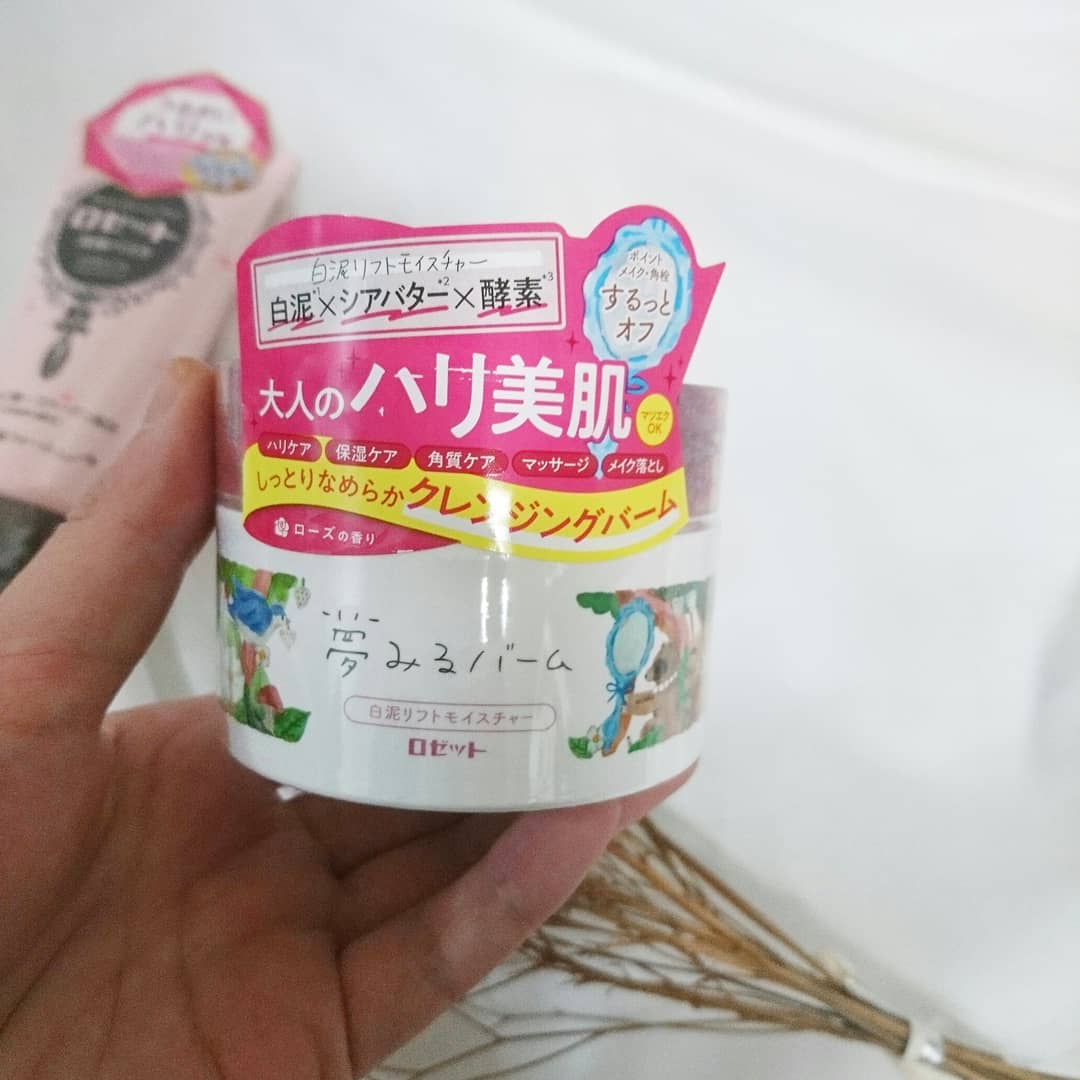 白泥リフトモイスチャー
白泥*1×シアバター*2×酵素*3
ポイント
メイク・角栓
するっと
オフ
大人のハリ美肌
マツエク
OK
ハリケア 保湿ケア 角質ケア マッサージ メイク落とし
しっとりなめらかクレンジングバーム
ローズの香り
夢みるバーム
白泥リフトモイスチャー
ロゼット